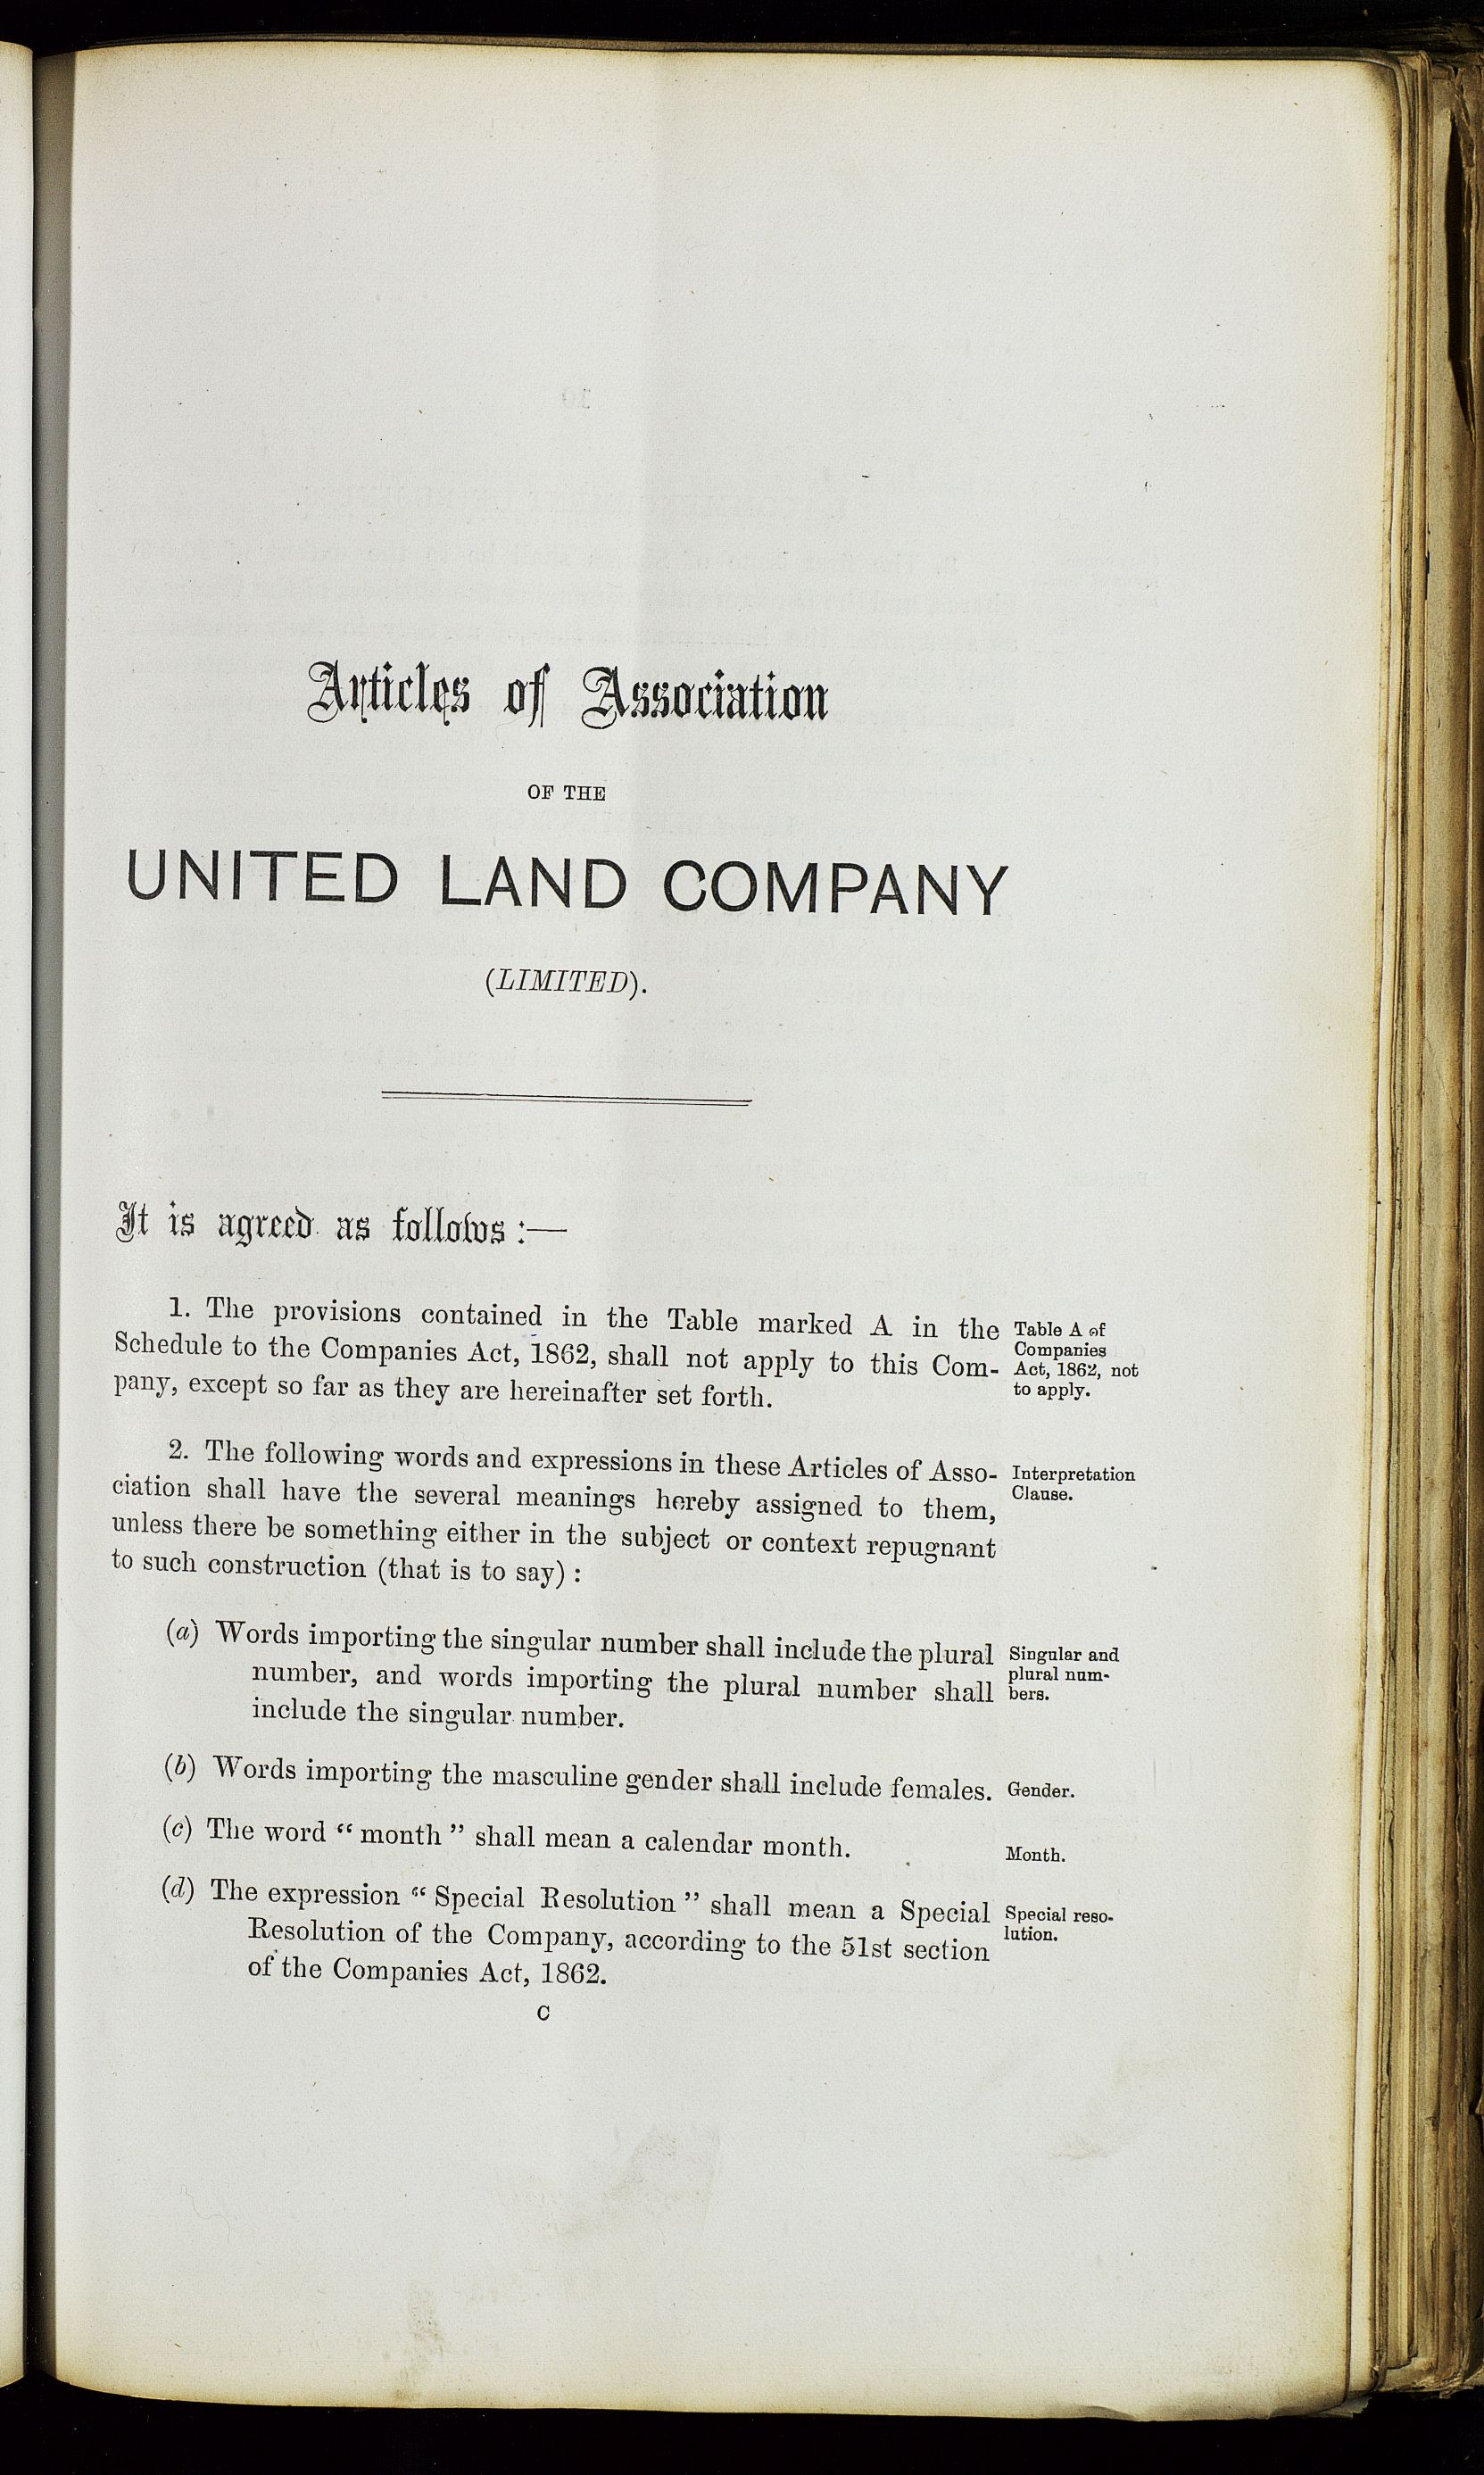 Articles of Association
OF THE
UNITED LAND COMPANY
(LIMITED).
It is agreed as follows :—
1. The provisions contained in the Table marked A in the
Schedule to the Companies Act, 1862, shall not apply to this Com-
pany, except so far as they are hereinafter set forth.
Table A of
Companies
Act, 1862, not
to apply.
2. The following words and expressions in these Articles of Asso-
ciation shall have the several meanings hereby assigned to them,
unless there be something either in the subject or context repugnant
to such construction (that is to say) :
Interpretation
Clause.
(a) Words importing the singular number shall include the plural
number, and words importing the plural number shall
include the singular number.
Singular and
plural num-
bers.
(b) Words importing the masculine gender shall include females.
Gender.
(c) The word “ month ” shall mean a calendar month.
Month.
(d) The expression “ Special Resolution ” shall mean a Special
Resolution of the Company, according to the 51st section
of the Companies Act, 1862.
Special reso-
lution.
C